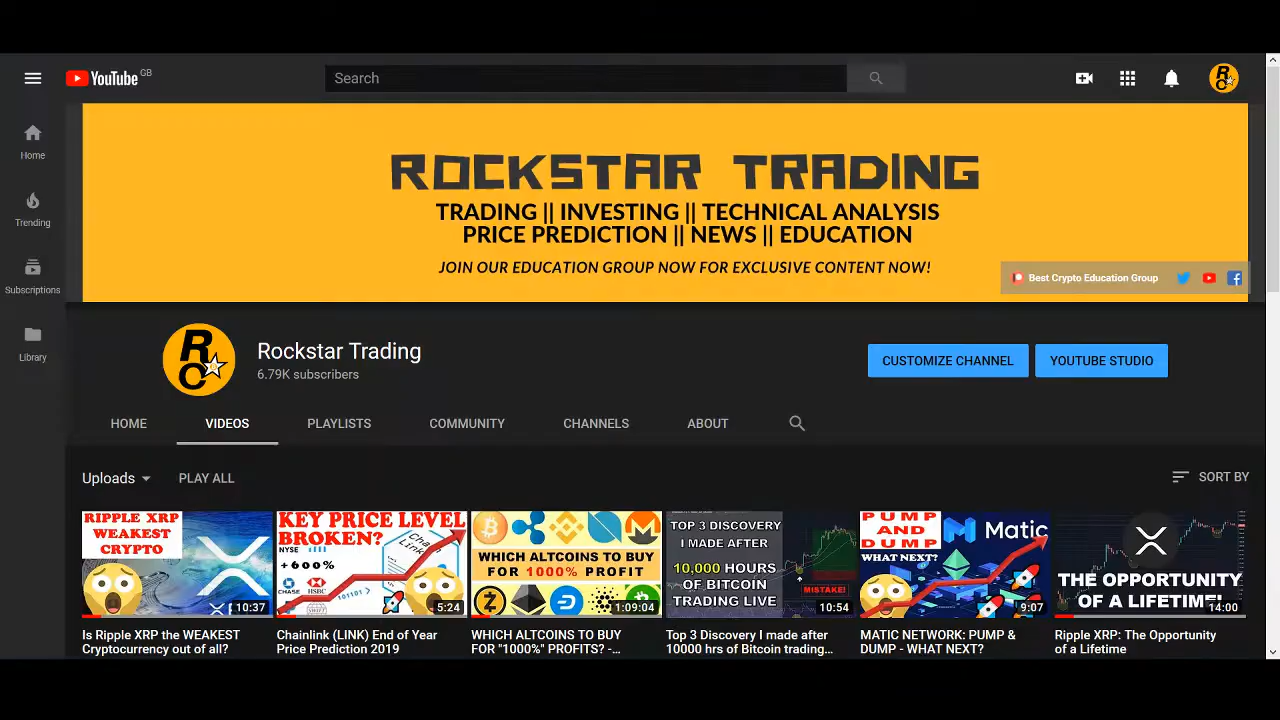 YouTube GB
Search
Home
Trending
Subscriptions
Library
ROCKSTAR TRADING
TRADING || INVESTING || TECHNICAL ANALYSIS
PRICE PREDICTION || NEWS || EDUCATION
JOIN OUR EDUCATION GROUP NOW FOR EXCLUSIVE CONTENT NOW!
Best Crypto Education Group
RC
Rockstar Trading
6.79K subscribers
CUSTOMIZE CHANNEL
YOUTUBE STUDIO
HOME
VIDEOS
PLAYLISTS
COMMUNITY
CHANNELS
ABOUT
Uploads
PLAY ALL
SORT BY
RIPPLE XRP
WEAKEST
CRYPTO
10:37
Is Ripple XRP the WEAKEST
Cryptocurrency out of all?
KEY PRICE LEVEL
BROKEN?
NYSE
+600%
CHASE
HSBC
5:24
Chainlink (LINK) End of Year
Price Prediction 2019
WHICH ALTCOINS TO BUY
FOR 1000% PROFIT
1:09:04
WHICH ALTCOINS TO BUY
FOR "1000%" PROFITS? -...
TOP 3 DISCOVERY
I MADE AFTER
10,000 HOURS
OF BITCOIN
TRADING LIVE
MISTAKE!
10:54
Top 3 Discovery I made after
10000 hrs of Bitcoin trading...
PUMP
AND
DUMP
WHAT NEXT?
Matic
9:07
MATIC NETWORK: PUMP &
DUMP - WHAT NEXT?
THE OPPORTUNITY
OF A LIFETIME!
14:00
Ripple XRP: The Opportunity
of a Lifetime